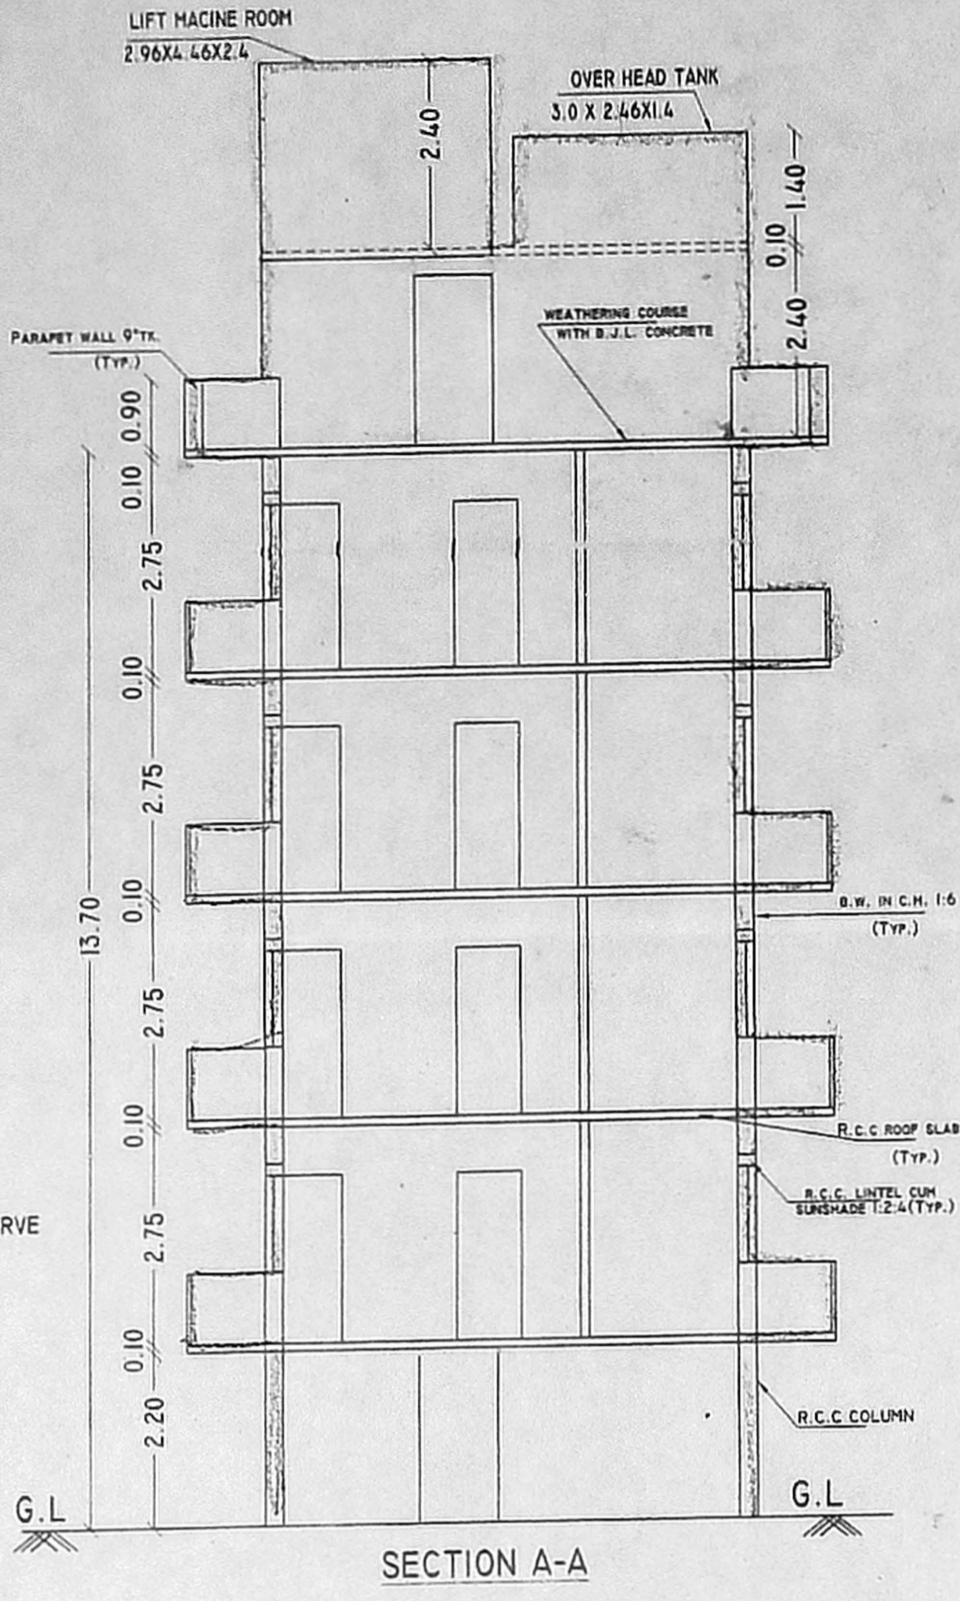 LIFT MACINE ROOM
2.96X4.46X2.4
OVER HEAD TANK
3.0 X 2.46X1.4
2.40
1.40
0.10
2.40
WEATHERING COURSE
WITH B.J.L. CONCRETE
PARAPET WALL 9"TK.
(TYP.)
0.90
0.10
2.75
0.10
2.75
0.10
13.70
B.W. IN C.M. 1:6
(TYP.)
2.75
0.10
R.C.C ROOF SLAB
(TYP.)
R.C.C. LINTEL CUM
SUNSHADE 1:2:4(TYP.)
RVE
2.75
0.10
2.20
R.C.C COLUMN
G.L
G.L
SECTION A-A